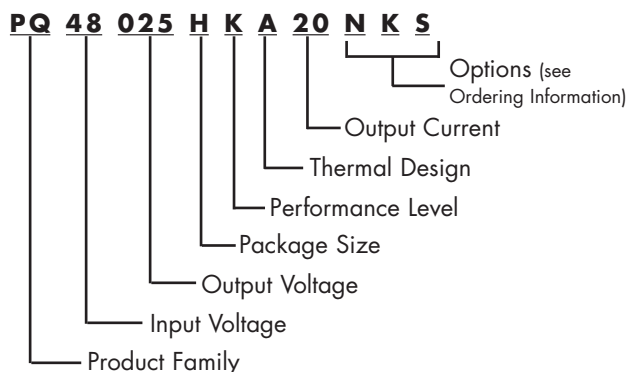 PQ 48 025 H K A 20 N K S
Options (see
Ordering Information)
Output Current
Thermal Design
Performance Level
Package Size
Output Voltage
Input Voltage
Product Family